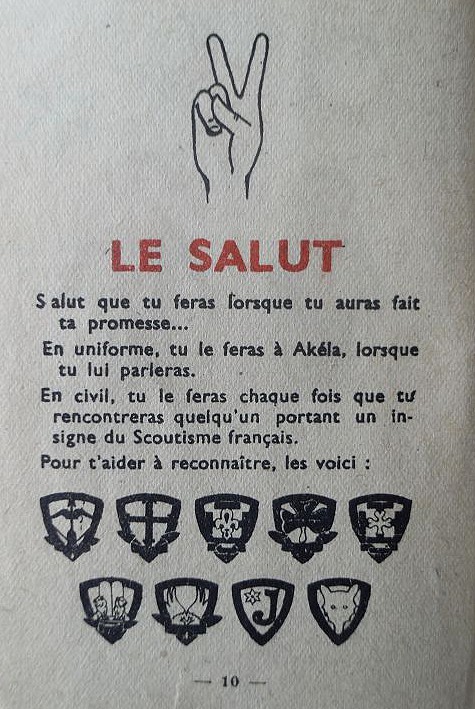 LE SALUT
Salut que tu feras lorsque tu auras fait
ta promesse...
En uniforme, tu le feras à Akéla, lorsque
tu lui parleras.
En civil, tu le feras chaque fois que tu
rencontreras quelqu'un portant un in-
signe du Scoutisme français.
Pour t'aider à reconnaître, les voici :
J
— 10 —